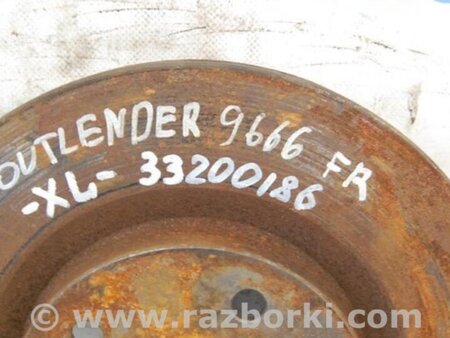 OUTLENDER 9666 FR
-XL- 33200186
www.razborki.com